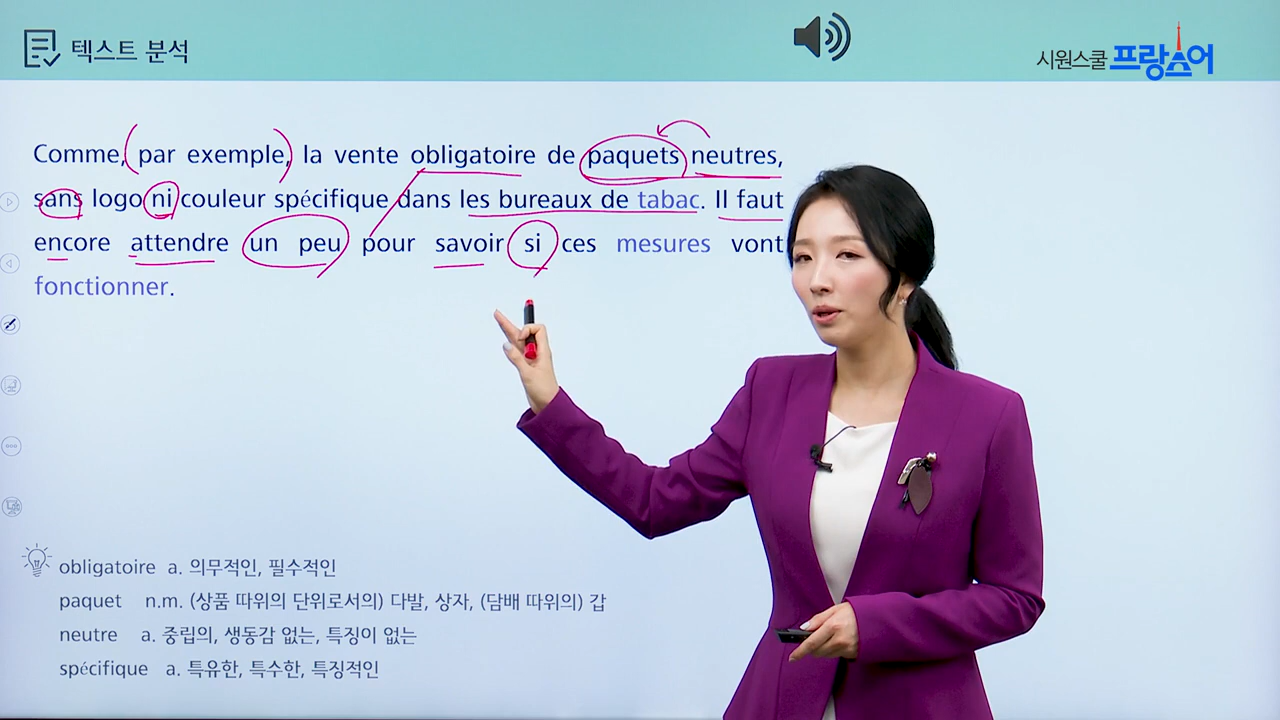 텍스트 분석
시원스쿨 프랑스어
Comme, par exemple, la vente obligatoire de paquets neutres,
sans logo ni couleur spécifique dans les bureaux de tabac. Il faut
encore attendre un peu pour savoir si ces mesures vont
fonctionner.
obligatoire a. 의무적인, 필수적인
paquet n.m. (상품 따위의 단위로서의) 다발, 상자, (담배 따위의) 갑
neutre a. 중립의, 생동감 없는, 특징이 없는
spécifique a. 특유한, 특수한, 특징적인